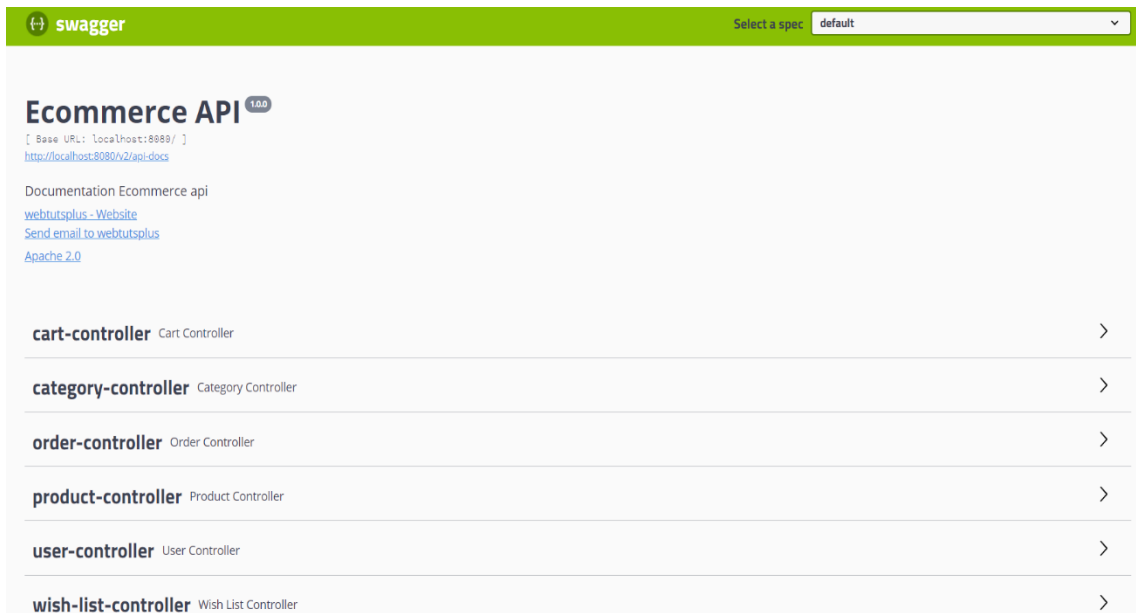 {···} swagger
Select a spec default
Ecommerce API 1.0.0
[ Base URL: localhost:8080/ ]
http://localhost:8080/v2/api-docs
Documentation Ecommerce api
webtutsplus - Website
Send email to webtutsplus
Apache 2.0
cart-controller Cart Controller
category-controller Category Controller
order-controller Order Controller
product-controller Product Controller
user-controller User Controller
wish-list-controller Wish List Controller